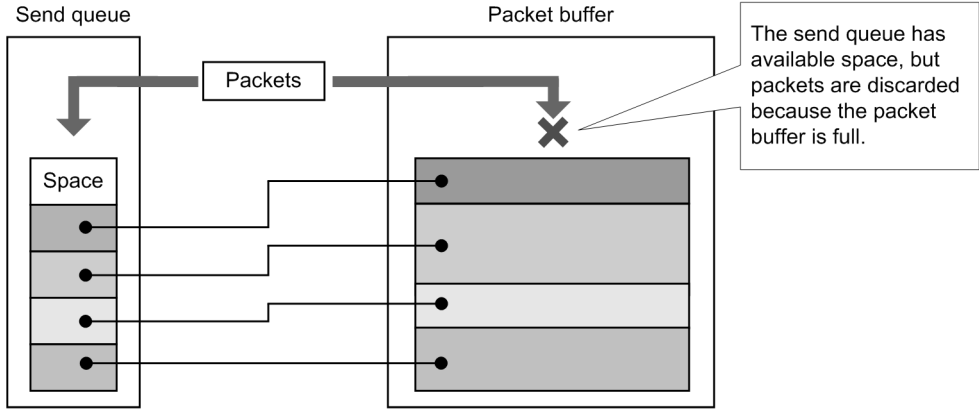 Send queue
Packet buffer
The send queue has
available space, but
packets are discarded
because the packet
buffer is full.
Packets
Space